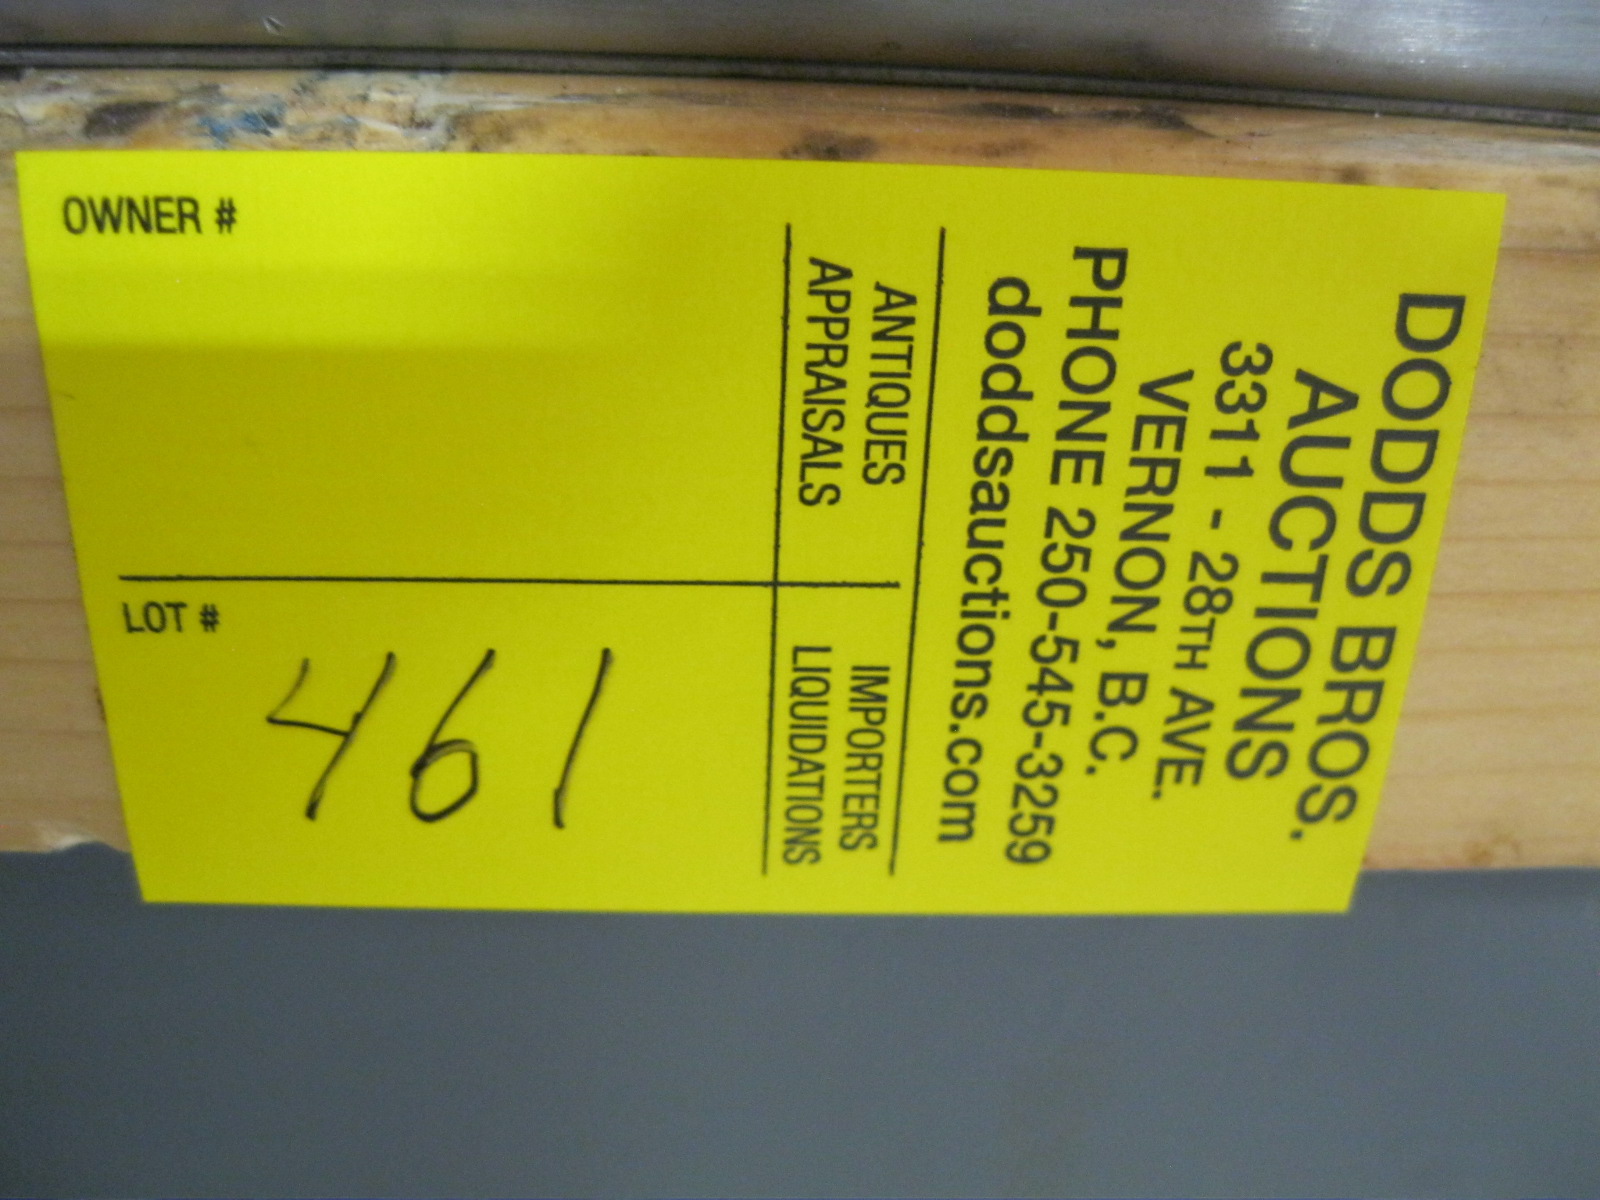 DODDS BROS.
AUCTIONS
3311 - 28TH AVE.
VERNON, B.C.
PHONE 250-545-3259
doddsauctions.com
ANTIQUES
APPRAISALS
IMPORTERS
LIQUIDATIONS
OWNER #
LOT #
461